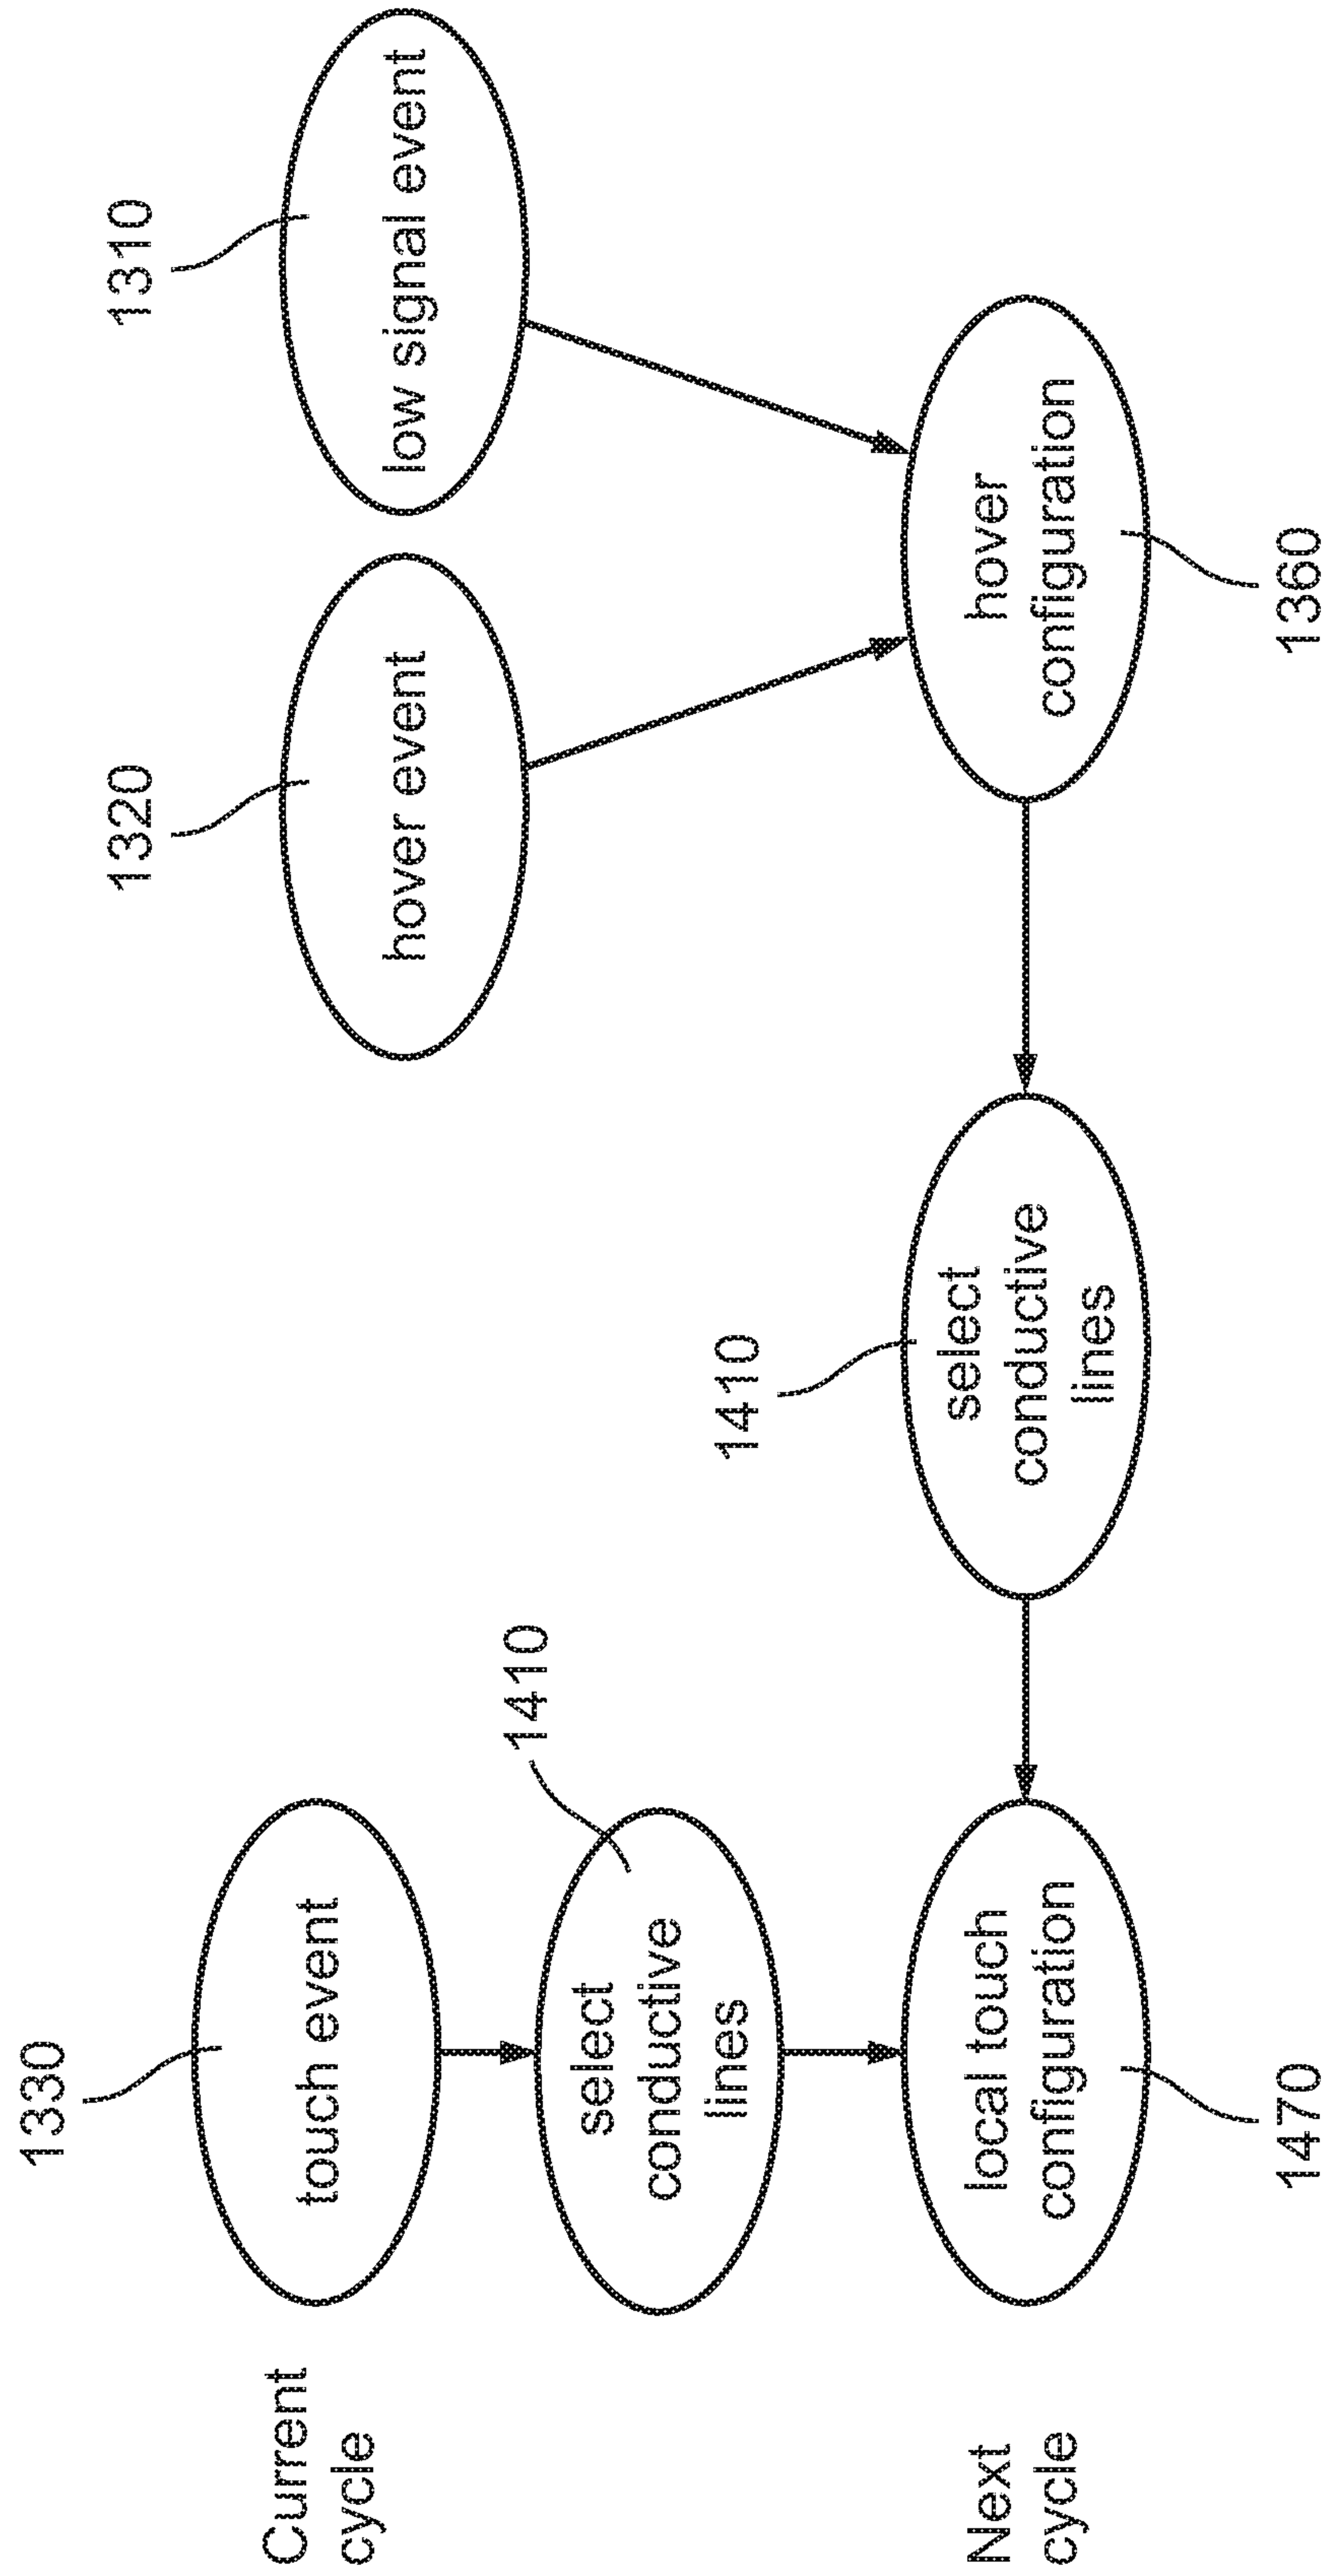 1330
1320
1310
Current
cycle
touch event
hover event
low signal event
1410
select
conductive
lines
1410
Next
cycle
local touch
configuration
select
conductive
lines
hover
configuration
1470
1360